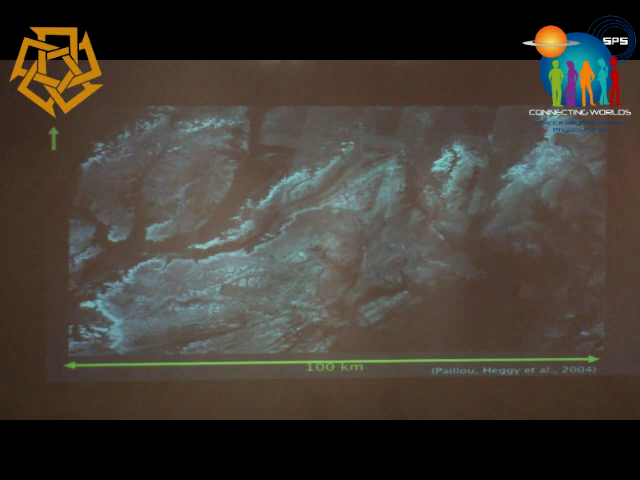 SPS
CONNECTING WORLDS
100 km
(Paillou, Heggy et al., 2004)